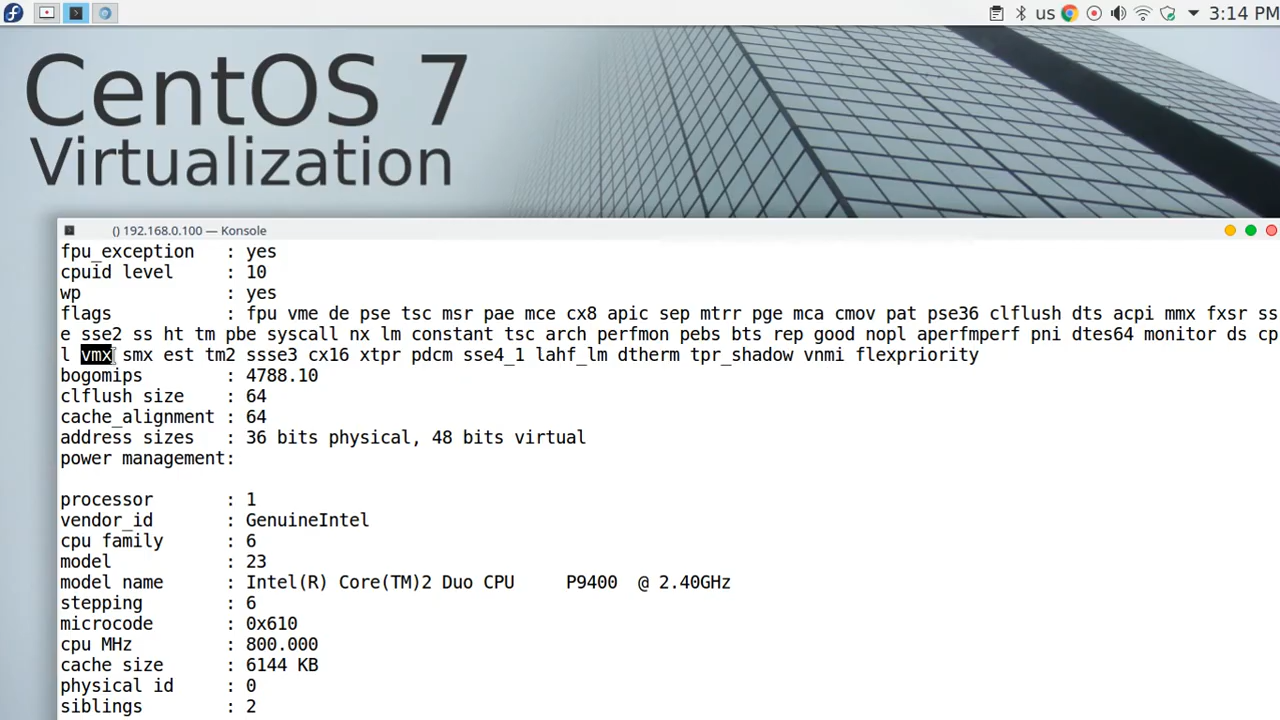 us 3:14 PM
CentOS 7
Virtualization
() 192.168.0.100 — Konsole
fpu_exception : yes
cpuid level : 10
wp : yes
flags : fpu vme de pse tsc msr pae mce cx8 apic sep mtrr pge mca cmov pat pse36 clflush dts acpi mmx fxsr ss
e sse2 ss ht tm pbe syscall nx lm constant_tsc arch_perfmon pebs bts rep_good nopl aperfmperf pni dtes64 monitor ds_cp
l vmx smx est tm2 ssse3 cx16 xtpr pdcm sse4_1 lahf_lm dtherm tpr_shadow vnmi flexpriority
bogomips : 4788.10
clflush size : 64
cache_alignment : 64
address sizes : 36 bits physical, 48 bits virtual
power management:
processor : 1
vendor_id : GenuineIntel
cpu family : 6
model : 23
model name : Intel(R) Core(TM)2 Duo CPU P9400 @ 2.40GHz
stepping : 6
microcode : 0x610
cpu MHz : 800.000
cache size : 6144 KB
physical id : 0
siblings : 2